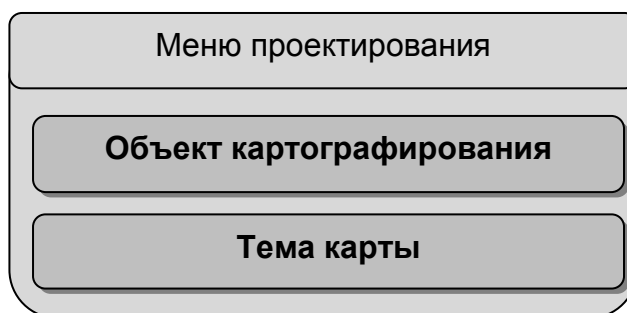 Меню проектирования
Объект картографирования
Тема карты